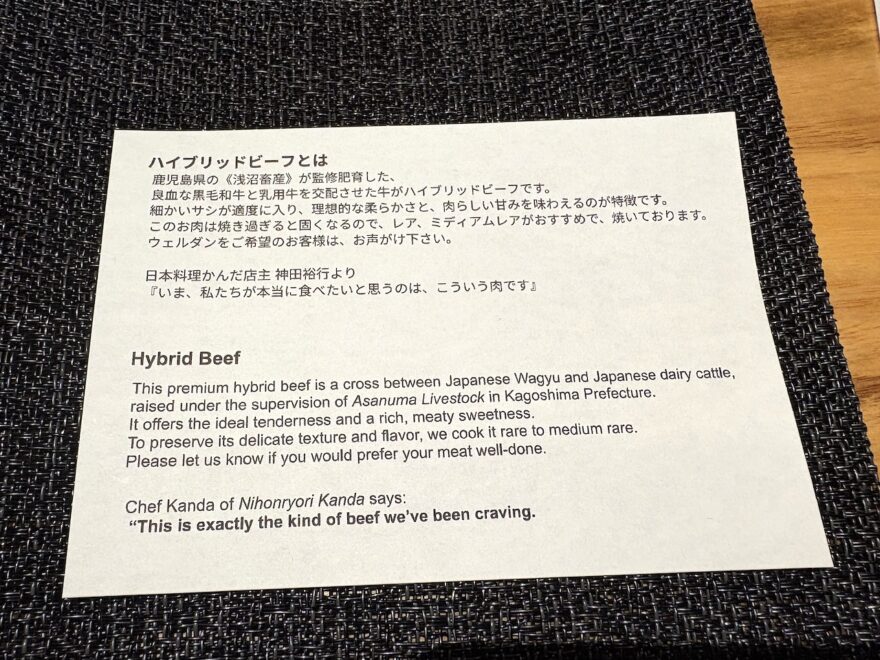 ハイブリッドビーフとは
鹿児島県の《浅沼畜産》が監修肥育した、
良血な黒毛和牛と乳用牛を交配させた牛がハイブリッドビーフです。
細かいサシが適度に入り、理想的な柔らかさと、肉らしい甘みを味わえるのが特徴です。
このお肉は焼き過ぎると固くなるので、レア、ミディアムレアがおすすめで、焼いております。
ウェルダンをご希望のお客様は、お声がけ下さい。
日本料理かんだ店主 神田裕行より
『いま、私たちが本当に食べたいと思うのは、こういう肉です』
Hybrid Beef
This premium hybrid beef is a cross between Japanese Wagyu and Japanese dairy cattle,
raised under the supervision of Asanuma Livestock in Kagoshima Prefecture.
It offers the ideal tenderness and a rich, meaty sweetness.
To preserve its delicate texture and flavor, we cook it rare to medium rare.
Please let us know if you would prefer your meat well-done.
Chef Kanda of Nihonryori Kanda says:
“This is exactly the kind of beef we’ve been craving.